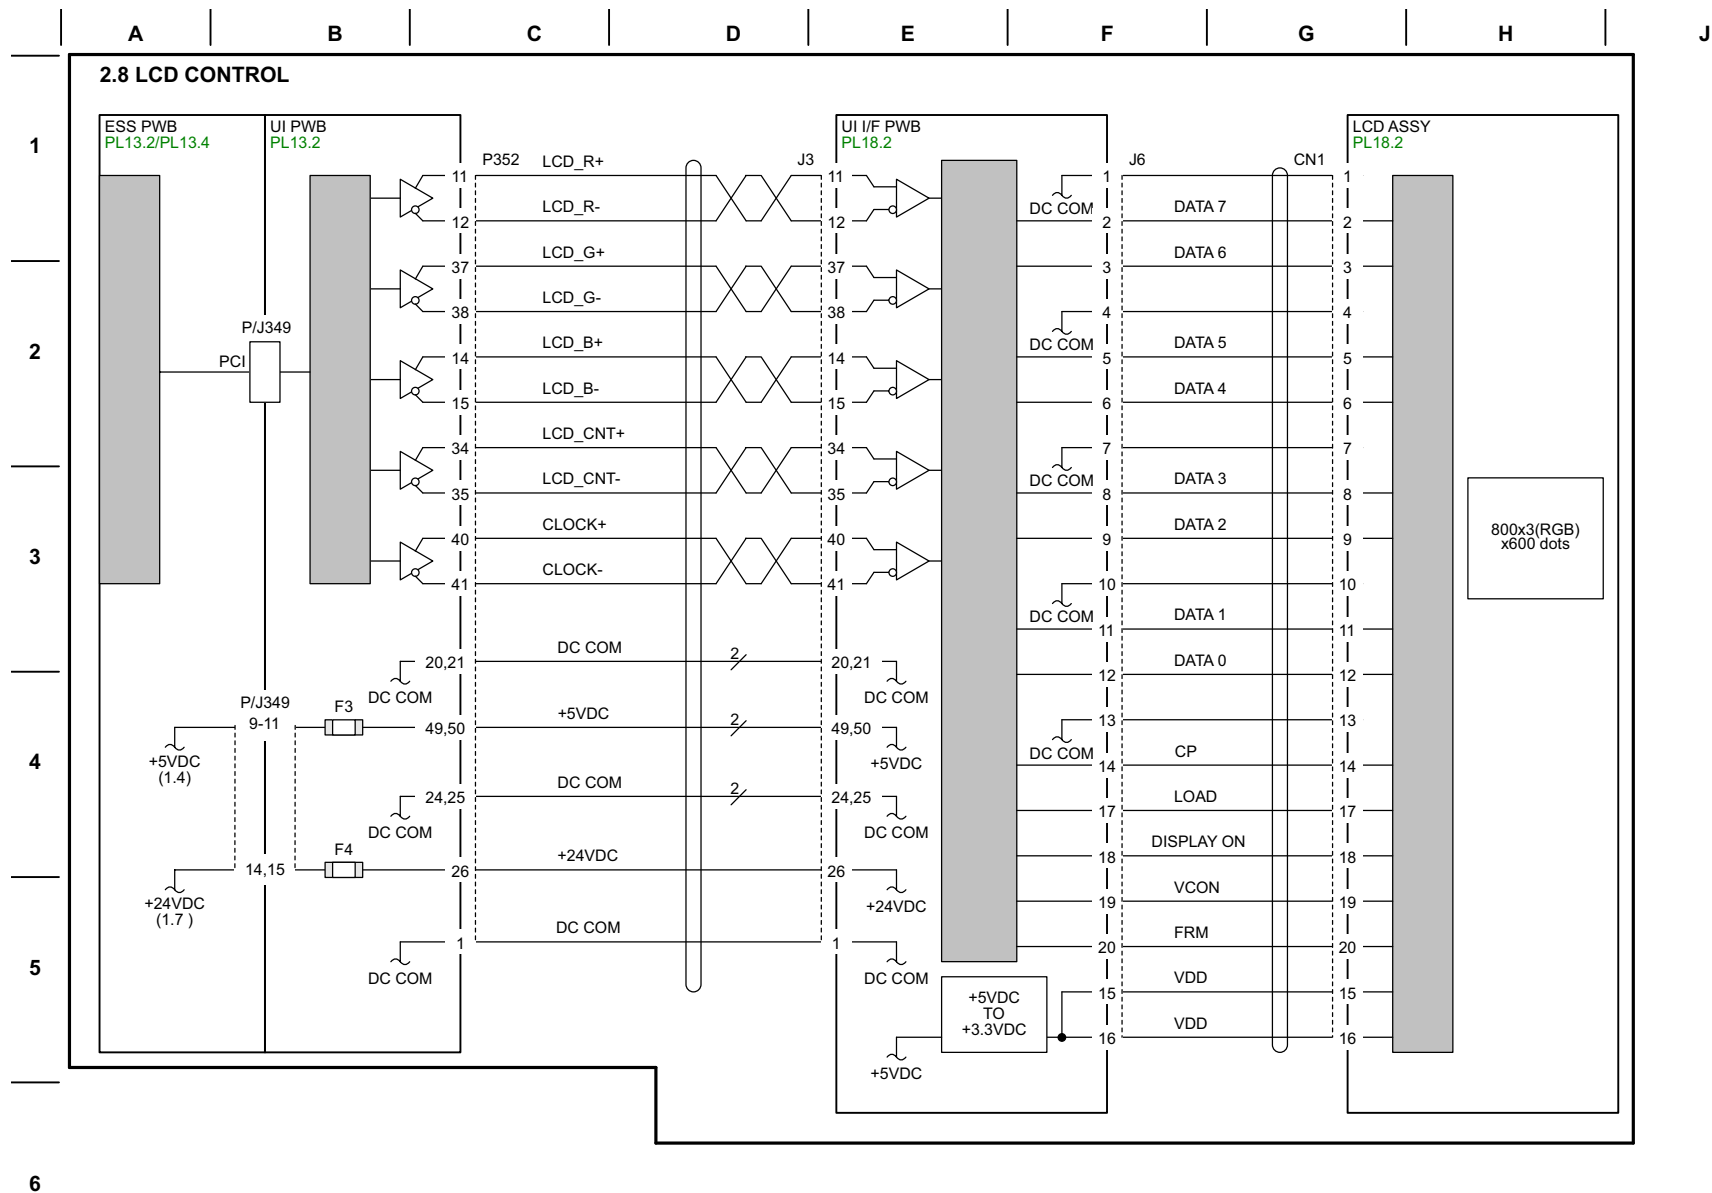 A B C D E F G H J
2.8 LCD CONTROL
1
2
3
4
5
6
ESS PWB
PL13.2/PL13.4
UI PWB
PL13.2
P/J349
PCI
P352
J3
11 LCD_R+ 11
12 LCD_R- 12
37 LCD_G+ 37
38 LCD_G- 38
14 LCD_B+ 14
15 LCD_B- 15
34 LCD_CNT+ 34
35 LCD_CNT- 35
40 CLOCK+ 40
41 CLOCK- 41
20,21 DC COM 2 20,21
DC COM DC COM
P/J349
9-11 F3 49,50 +5VDC 2 49,50
+5VDC
(1.4)
+5VDC
24,25 DC COM 2 24,25
DC COM DC COM
14,15 F4 26 +24VDC 26
+24VDC
(1.7 )
+24VDC
1 DC COM 1
DC COM DC COM
UI I/F PWB
PL18.2
+5VDC
TO
+3.3VDC
+5VDC
J6
CN1
1 1
DC COM
2 DATA 7 2
3 DATA 6 3
4 4
DC COM
5 DATA 5 5
6 DATA 4 6
7 7
DC COM
8 DATA 3 8
9 DATA 2 9
10 10
DC COM
11 DATA 1 11
12 DATA 0 12
13 13
DC COM
14 CP 14
17 LOAD 17
18 DISPLAY ON 18
19 VCON 19
20 FRM 20
15 VDD 15
16 VDD 16
LCD ASSY
PL18.2
800x3(RGB)
x600 dots